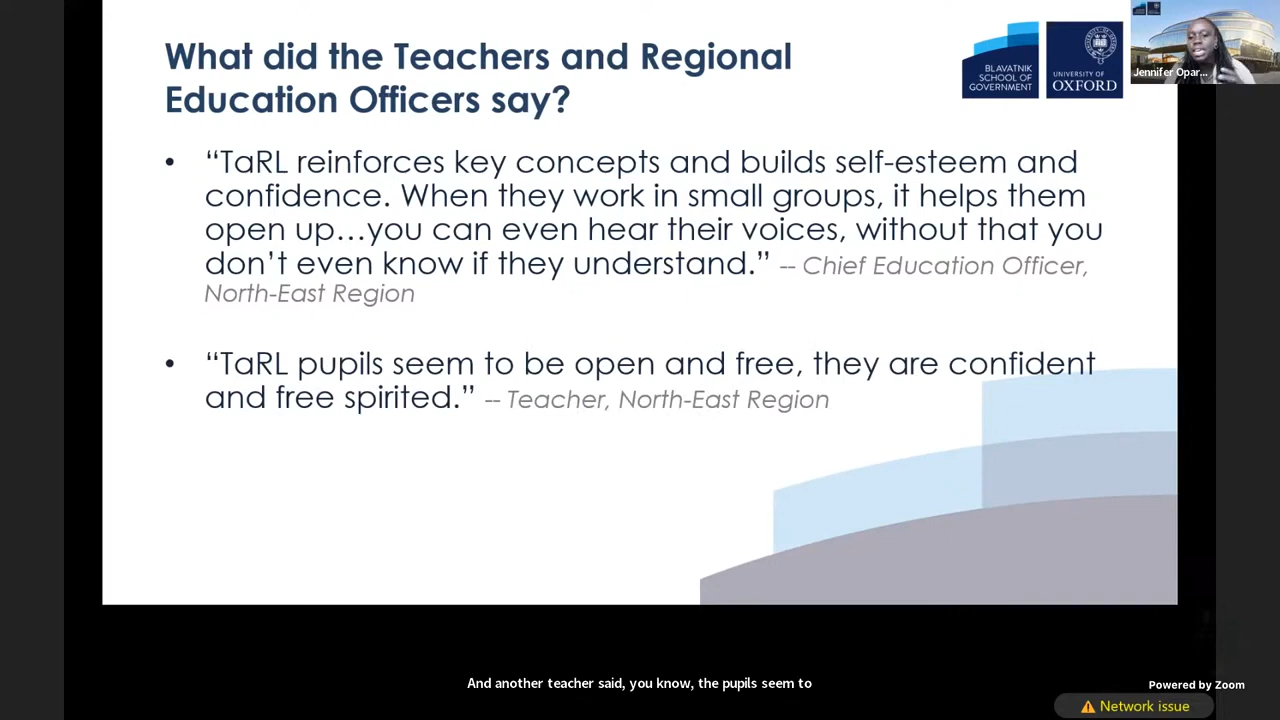 What did the Teachers and Regional
Education Officers say?
BLAVATNIK
SCHOOL OF
GOVERNMENT
UNIVERSITY OF
OXFORD
Jennifer Opar...
• “TaRL reinforces key concepts and builds self-esteem and
confidence. When they work in small groups, it helps them
open up…you can even hear their voices, without that you
don’t even know if they understand.” -- Chief Education Officer,
North-East Region
• “TaRL pupils seem to be open and free, they are confident
and free spirited.” -- Teacher, North-East Region
And another teacher said, you know, the pupils seem to
Powered by Zoom
Network issue